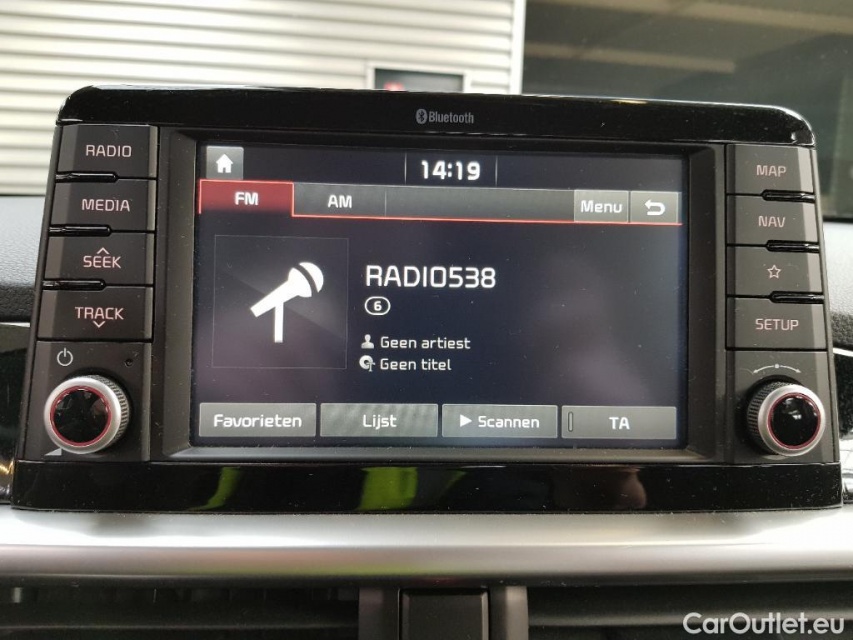 Bluetooth
RADIO
MEDIA
SEEK
TRACK
14:19
FM AM Menu
RADIO538
6
Geen artiest
Geen titel
Favorieten Lijst Scannen TA
MAP
NAV
SETUP
CarOutlet.eu